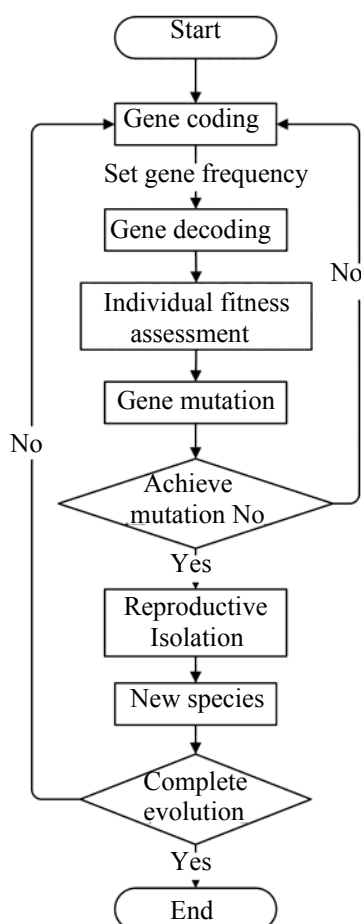 Start
Gene coding
Set gene frequency
Gene decoding
No
Individual fitness
assessment
Gene mutation
No
Achieve
mutation No
Yes
Reproductive
Isolation
New species
Complete
evolution
Yes
End